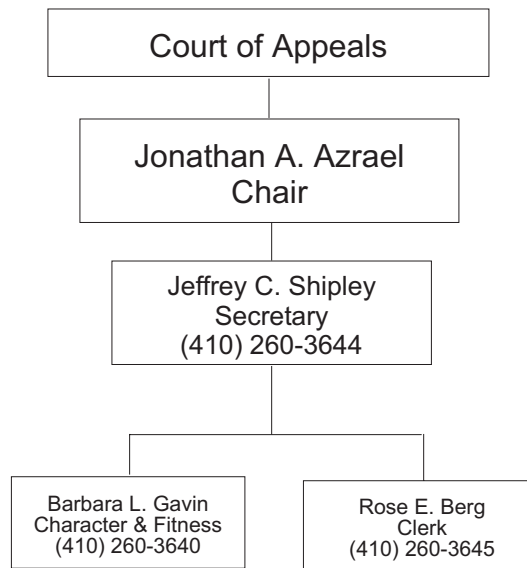 Court of Appeals
Jonathan A. Azrael
Chair
Jeffrey C. Shipley
Secretary
(410) 260-3644
Barbara L. Gavin
Character & Fitness
(410) 260-3640
Rose E. Berg
Clerk
(410) 260-3645